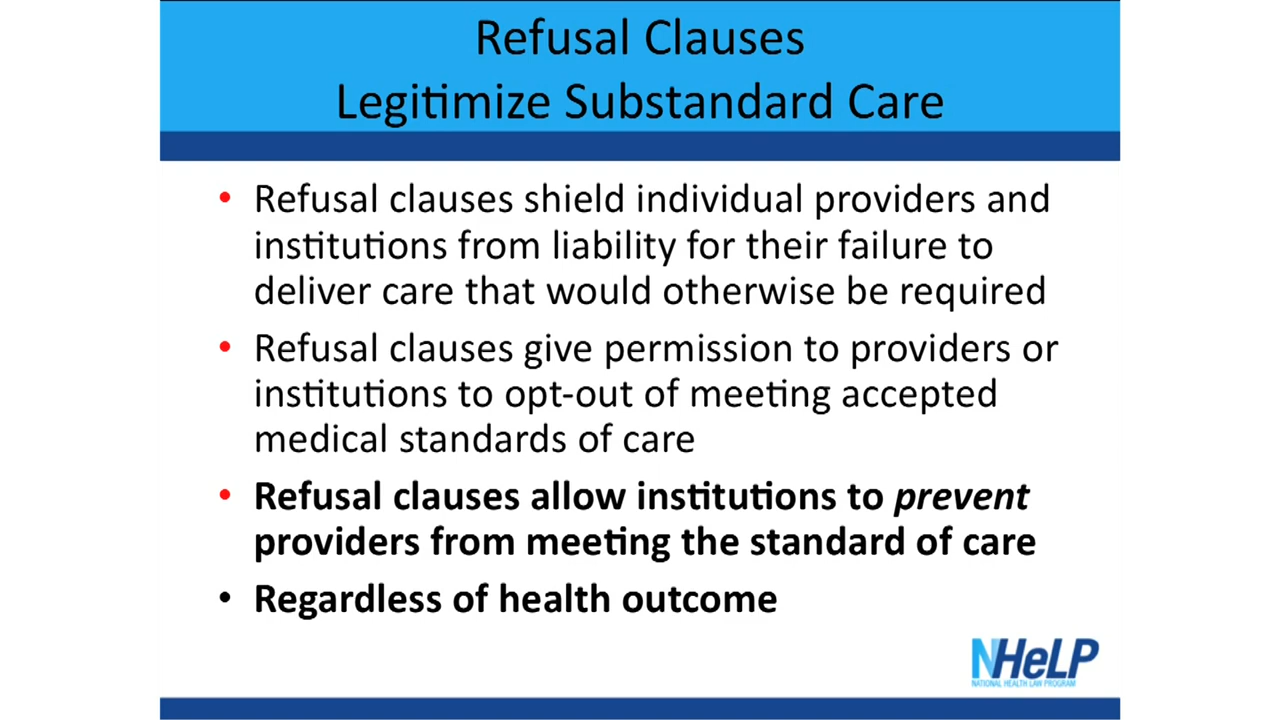 Refusal Clauses
Legitimize Substandard Care
• Refusal clauses shield individual providers and
institutions from liability for their failure to
deliver care that would otherwise be required
• Refusal clauses give permission to providers or
institutions to opt-out of meeting accepted
medical standards of care
• Refusal clauses allow institutions to prevent
providers from meeting the standard of care
• Regardless of health outcome
NHeLP
NATIONAL HEALTH LAW PROGRAM